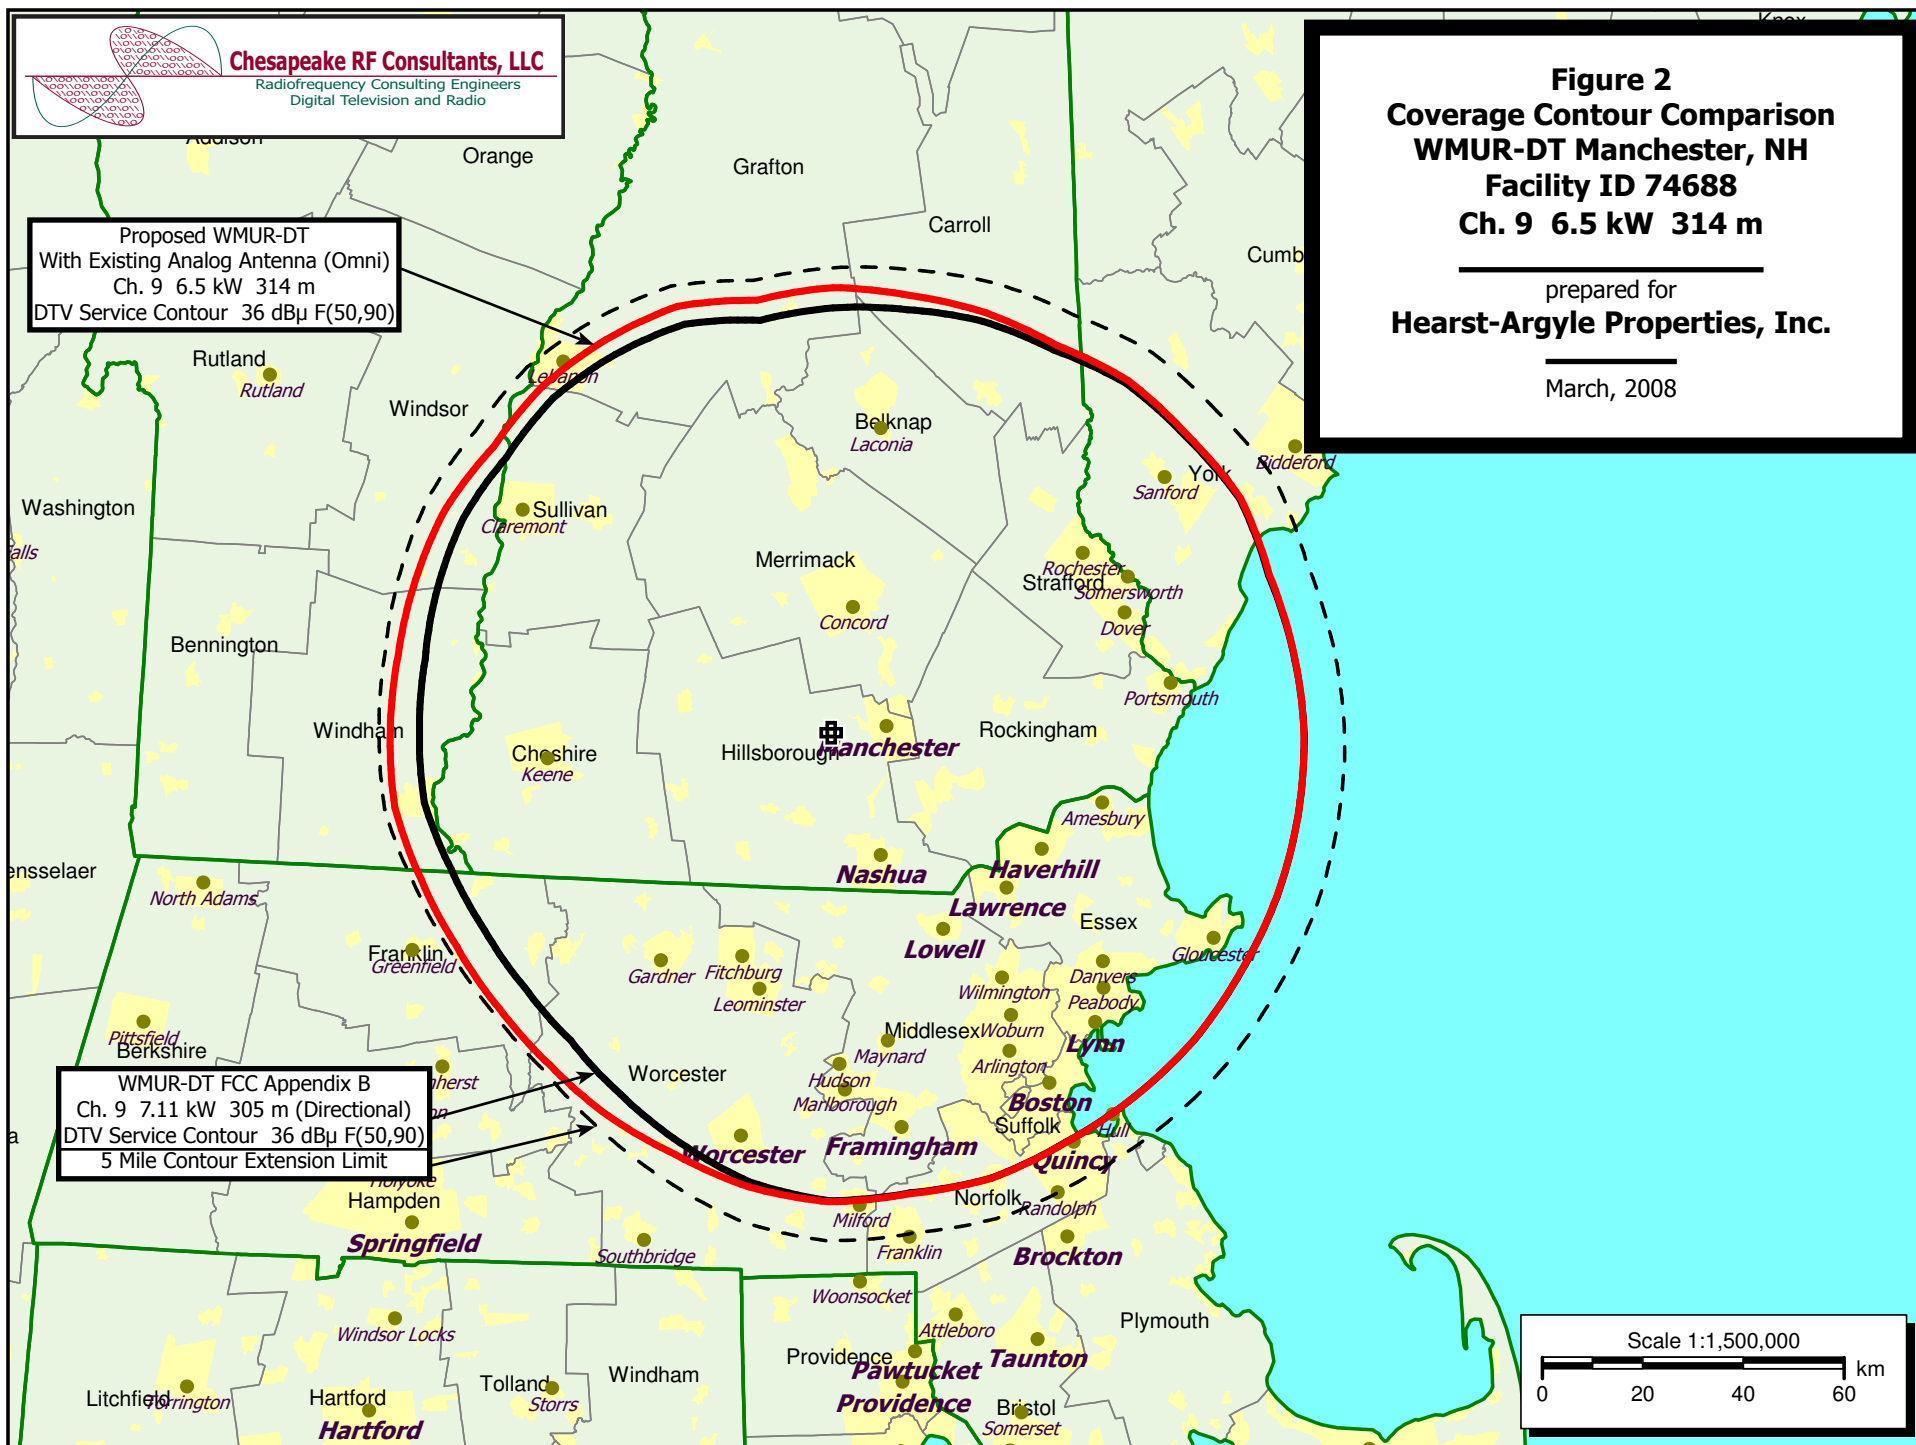 Chesapeake RF Consultants, LLC
Radiofrequency Consulting Engineers
Digital Television and Radio
Figure 2
Coverage Contour Comparison
WMUR-DT Manchester, NH
Facility ID 74688
Ch. 9 6.5 kW 314 m
prepared for
Hearst-Argyle Properties, Inc.
March, 2008
Proposed WMUR-DT
With Existing Analog Antenna (Omni)
Ch. 9 6.5 kW 314 m
DTV Service Contour 36 dBµ F(50,90)
Orange
Grafton
Carroll
Cumb
Rutland
Rutland
Windsor
Lebanon
Belknap
Laconia
York
Sanford
Biddeford
Washington
Sullivan
Claremont
alls
Merrimack
Rochester
Strafford
Somersworth
Concord
Dover
Bennington
Portsmouth
Windham
Cheshire
Keene
Hillsborough
Manchester
Rockingham
Amesbury
ensselaer
North Adams
Nashua
Haverhill
Lawrence
Essex
Lowell
Gloucester
Franklin
Greenfield
Gardner
Fitchburg
Leominster
Wilmington
Danvers
Peabody
Pittsfield
Berkshire
Middlesex
Woburn
Lynn
Maynard
Arlington
Worcester
Hudson
Marlborough
Boston
Suffolk
Hull
mherst
on
a
WMUR-DT FCC Appendix B
Ch. 9 7.11 kW 305 m (Directional)
DTV Service Contour 36 dBµ F(50,90)
5 Mile Contour Extension Limit
Worcester
Framingham
Quincy
Holyoke
Hampden
Springfield
Southbridge
Milford
Franklin
Norfolk
Randolph
Brockton
Woonsocket
Attleboro
Plymouth
Windsor Locks
Providence
Pawtucket
Taunton
Providence
Litchfield
Torrington
Hartford
Hartford
Tolland
Storrs
Windham
Bristol
Somerset
Scale 1:1,500,000
km
0 20 40 60